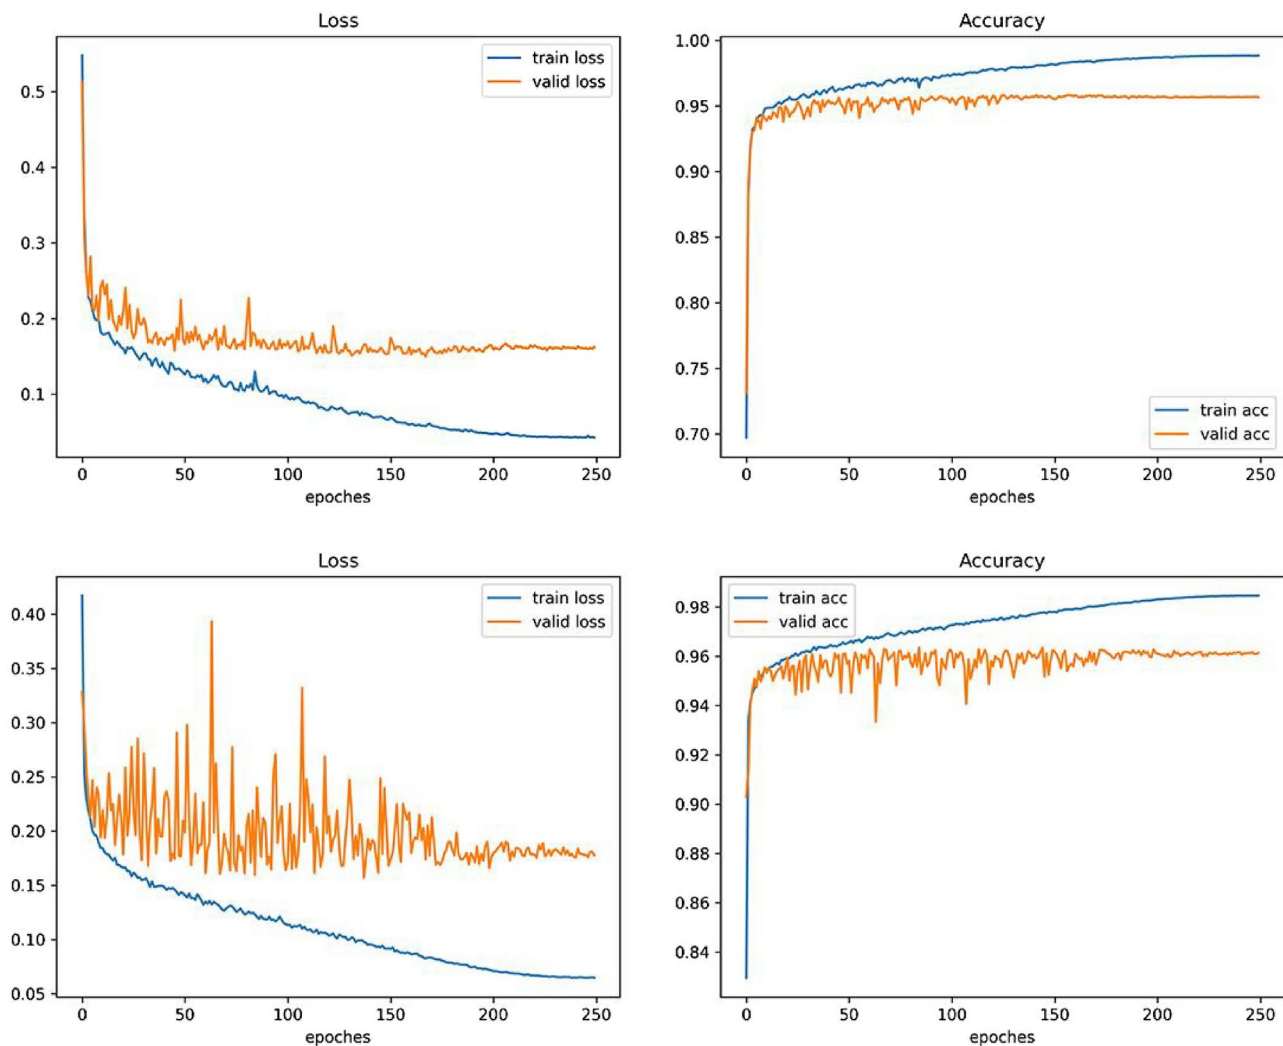 Loss
train loss
valid loss
0.5
0.4
0.3
0.2
0.1
0 50 100 150 200 250
epoches
Accuracy
1.00
0.95
0.90
0.85
0.80
0.75
0.70
train acc
valid acc
0 50 100 150 200 250
epoches
Loss
train loss
valid loss
0.40
0.35
0.30
0.25
0.20
0.15
0.10
0.05
0 50 100 150 200 250
epoches
Accuracy
train acc
valid acc
0.98
0.96
0.94
0.92
0.90
0.88
0.86
0.84
0 50 100 150 200 250
epoches